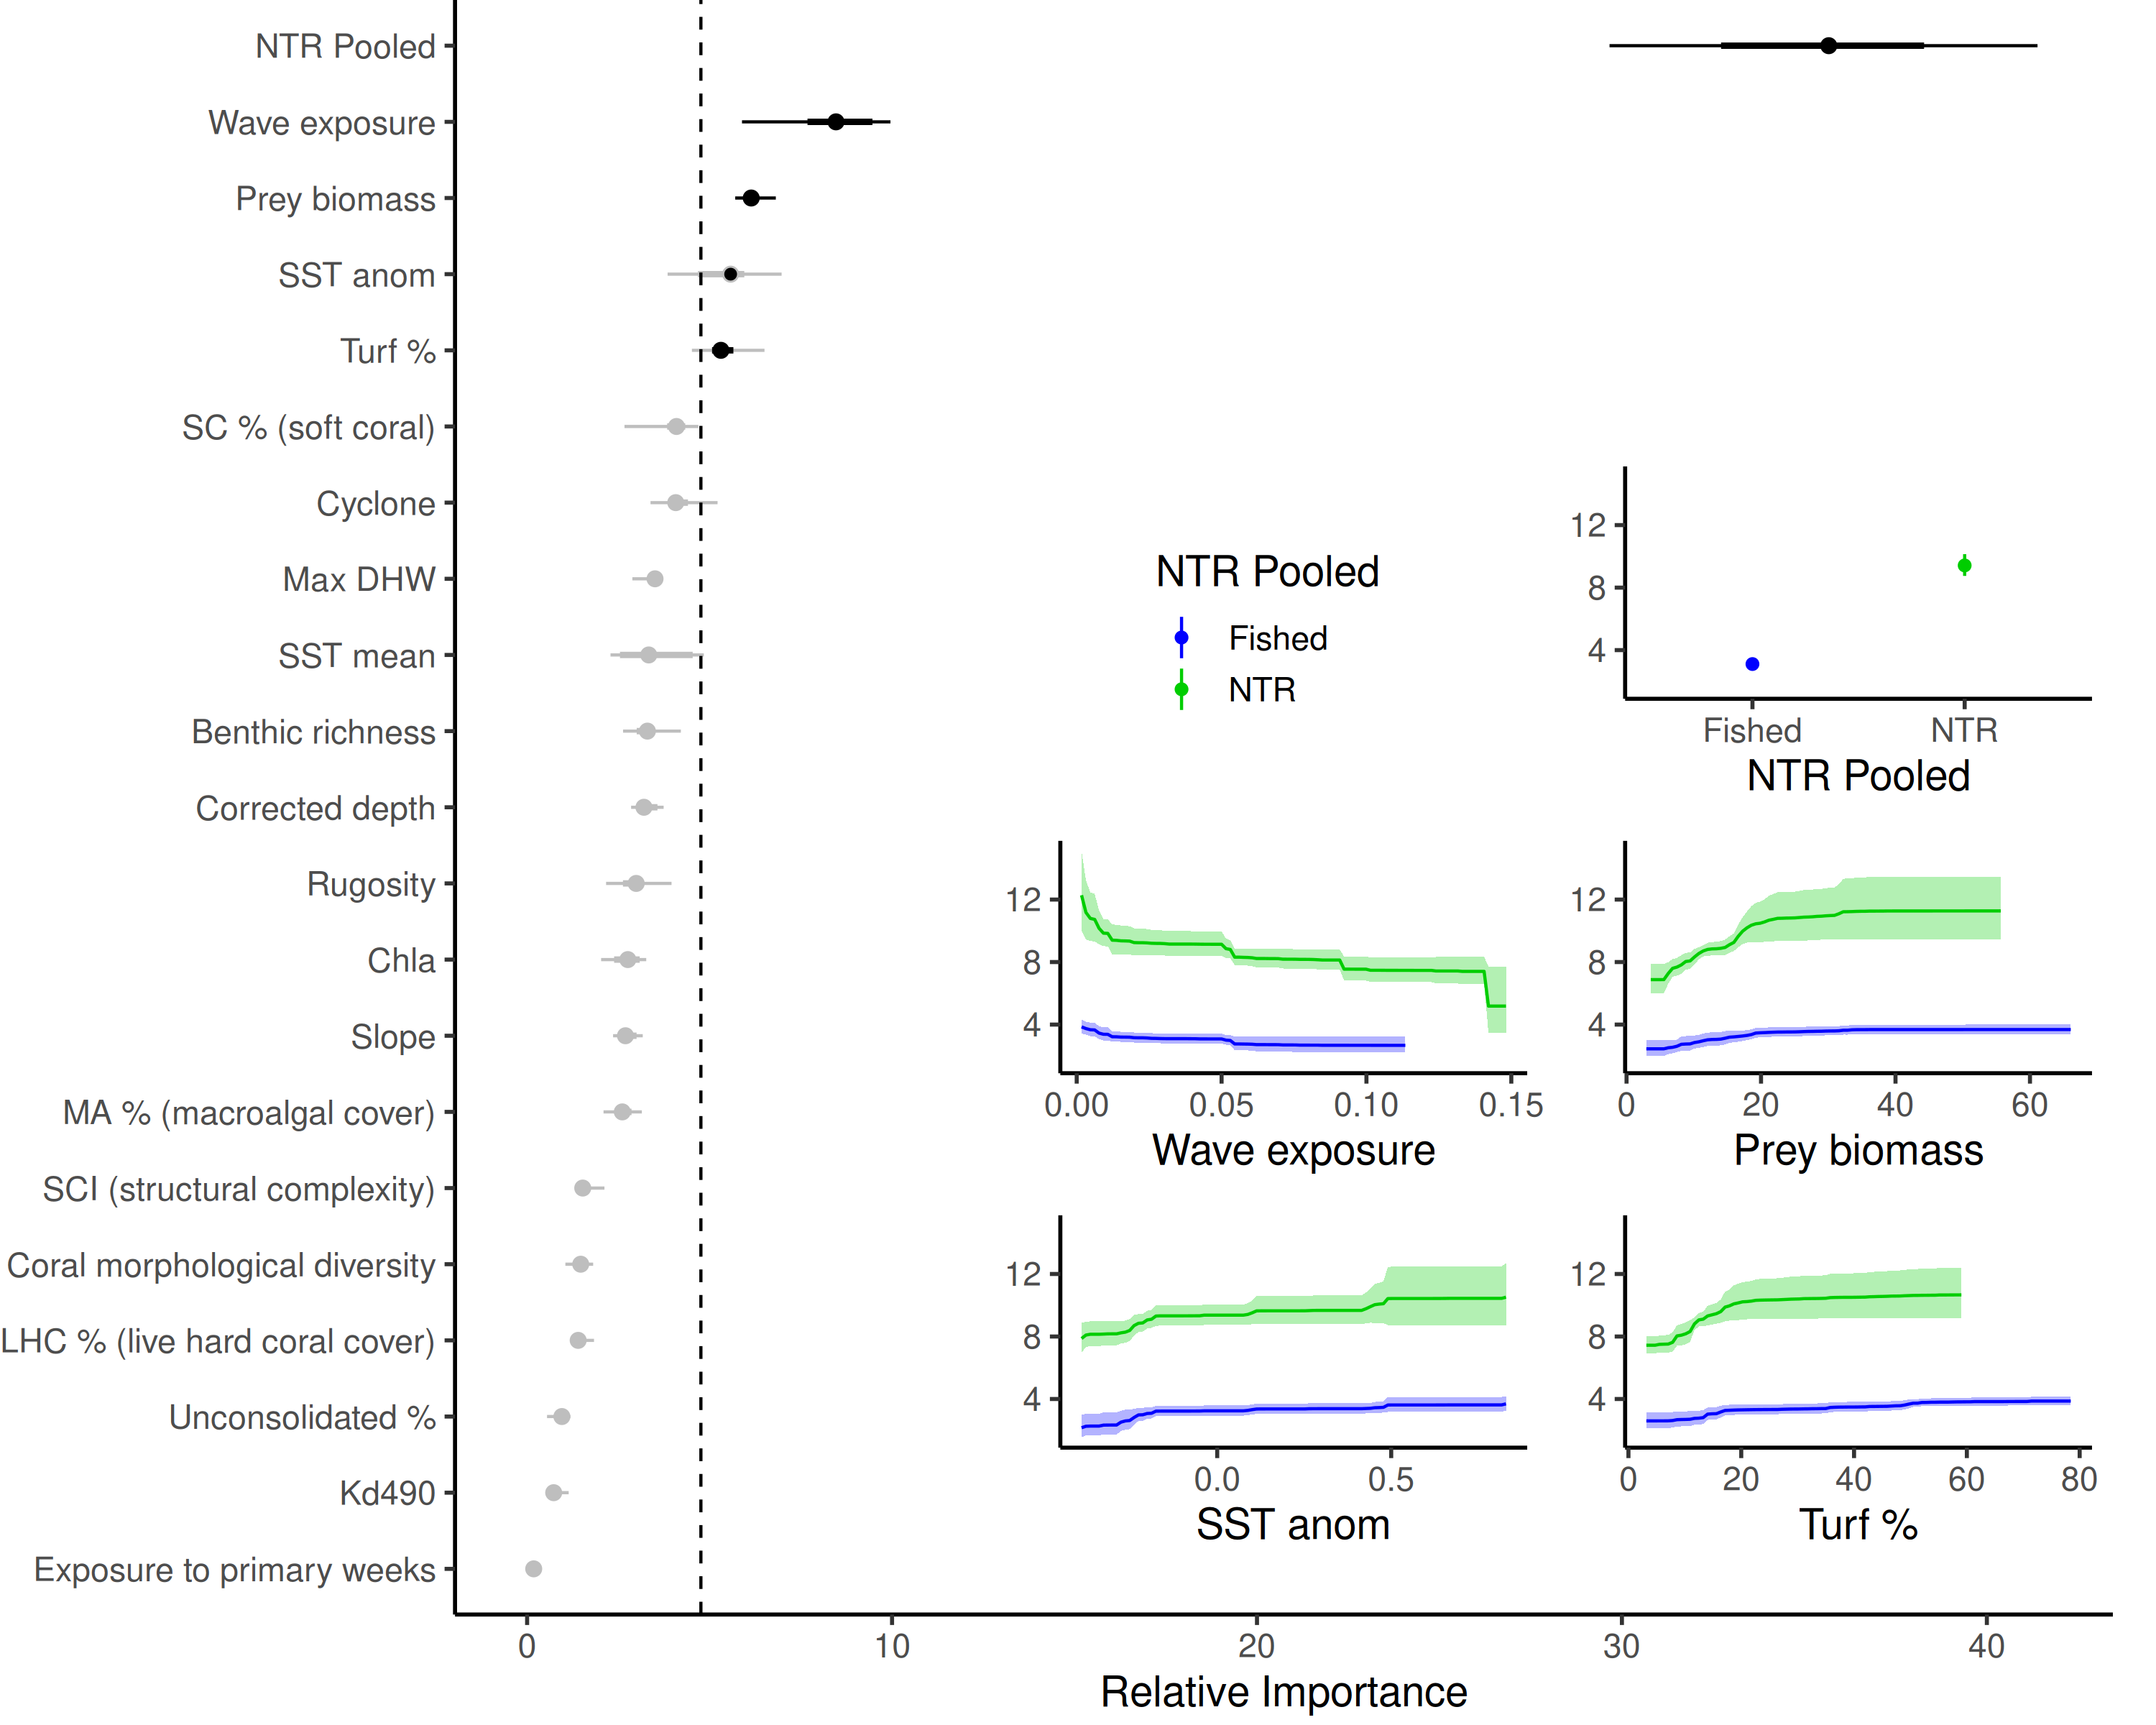 NTR Pooled
Wave exposure
Prey biomass
SST anom
Turf %
SC % (soft coral)
Cyclone
Max DHW
SST mean
Benthic richness
Corrected depth
Rugosity
Chla
Slope
MA % (macroalgal cover)
SCI (structural complexity)
Coral morphological diversity
LHC % (live hard coral cover)
Unconsolidated %
Kd490
Exposure to primary weeks
0 10 20 30 40
Relative Importance
NTR Pooled
Fished
NTR
12
8
4
Fished NTR
NTR Pooled
12
8
4
0.00 0.05 0.10 0.15
Wave exposure
12
8
4
0 20 40 60
Prey biomass
12
8
4
0.0 0.5
SST anom
12
8
4
0 20 40 60 80
Turf %